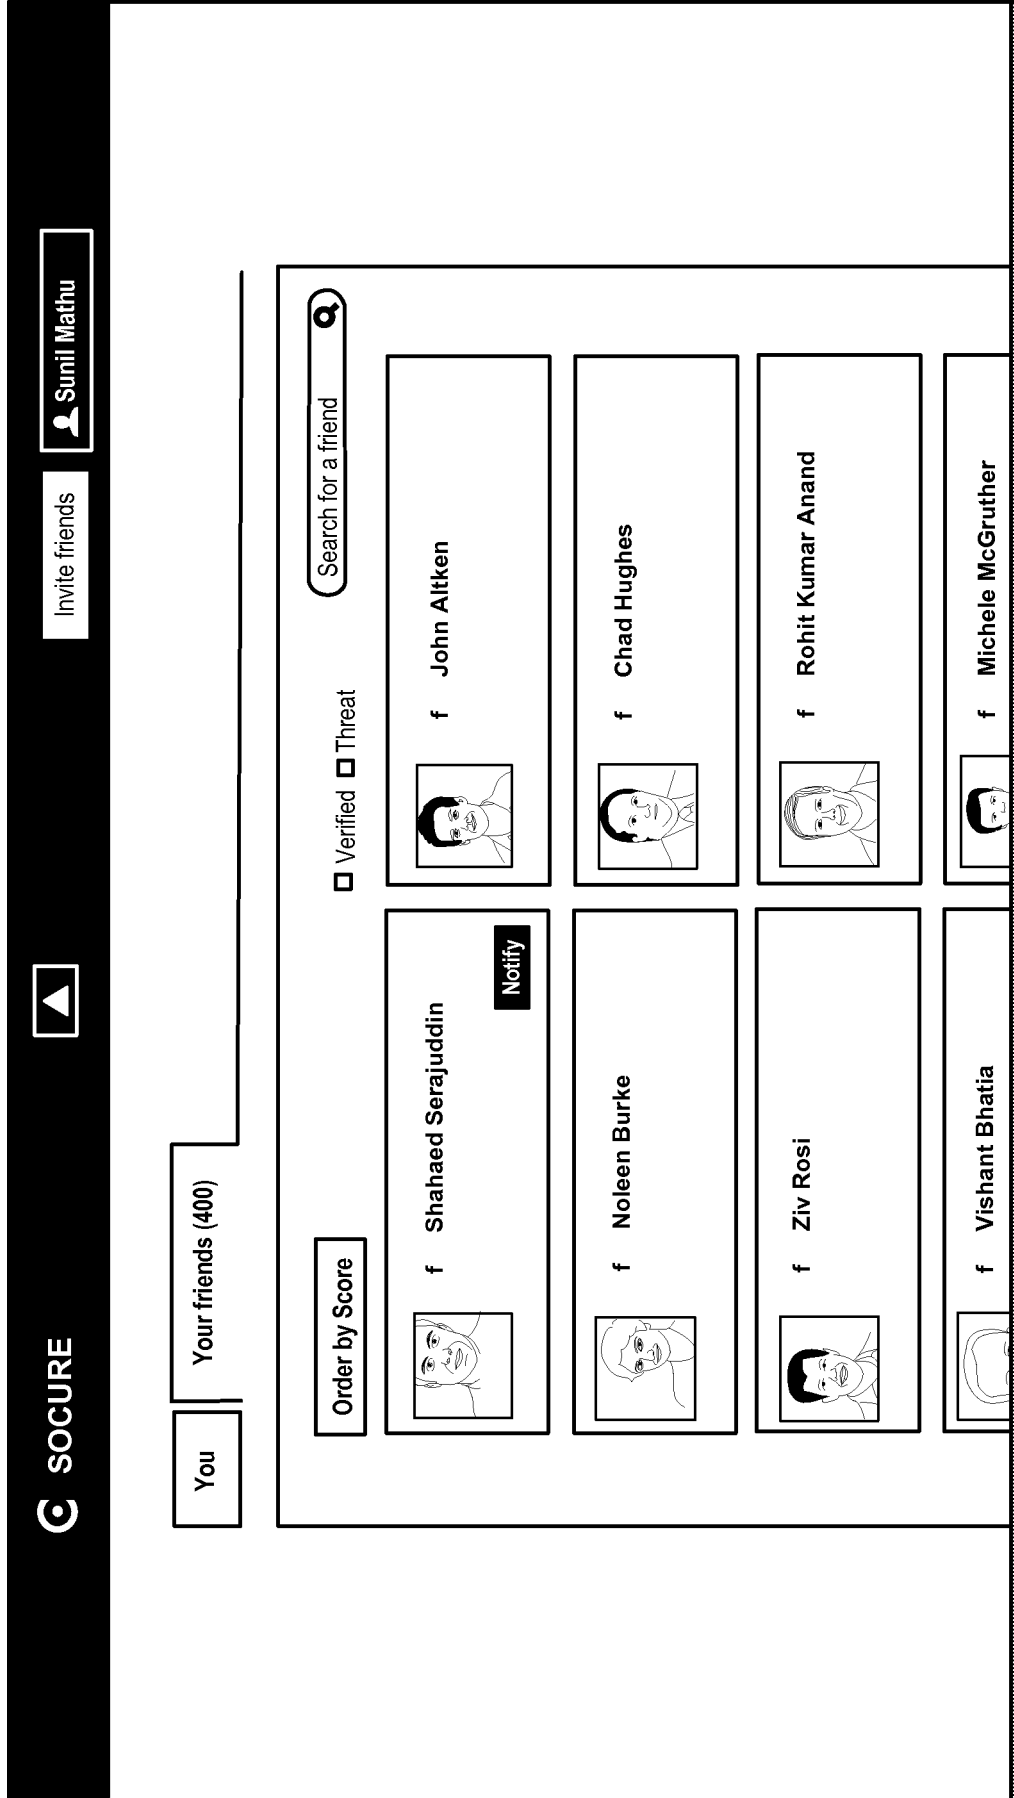 SOCURE
Invite friends
Sunil Mathu
You
Your friends (400)
Order by Score
Verified
Threat
Search for a friend
f Shahaed Serajuddin
Notify
f John Altken
f Noleen Burke
f Chad Hughes
f Ziv Rosi
f Rohit Kumar Anand
f Vishant Bhatia
f Michele McGruther